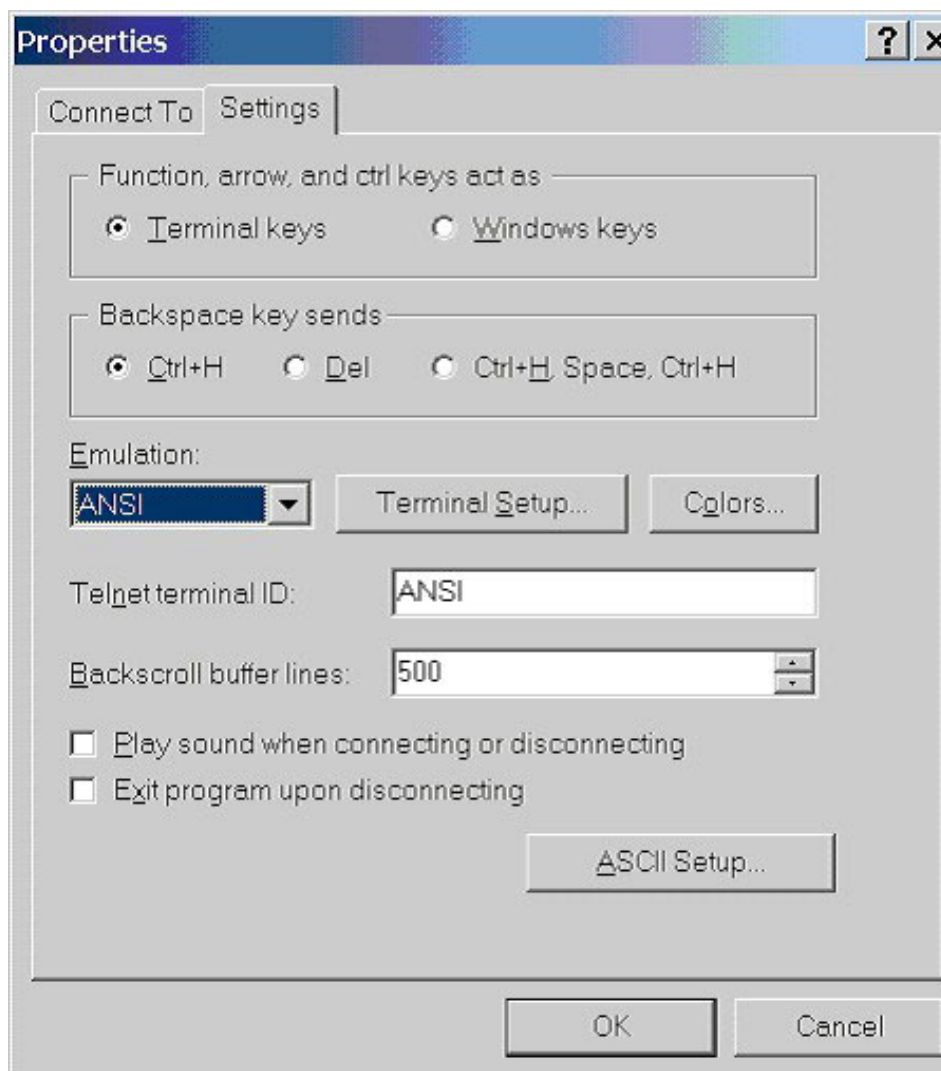 Properties
Connect To Settings
Function, arrow, and ctrl keys act as
Terminal keys Windows keys
Backspace key sends
Ctrl+H Del Ctrl+H, Space, Ctrl+H
Emulation:
ANSI Terminal Setup... Colors...
Telnet terminal ID: ANSI
Backscroll buffer lines: 500
Play sound when connecting or disconnecting
Exit program upon disconnecting
ASCII Setup...
OK Cancel